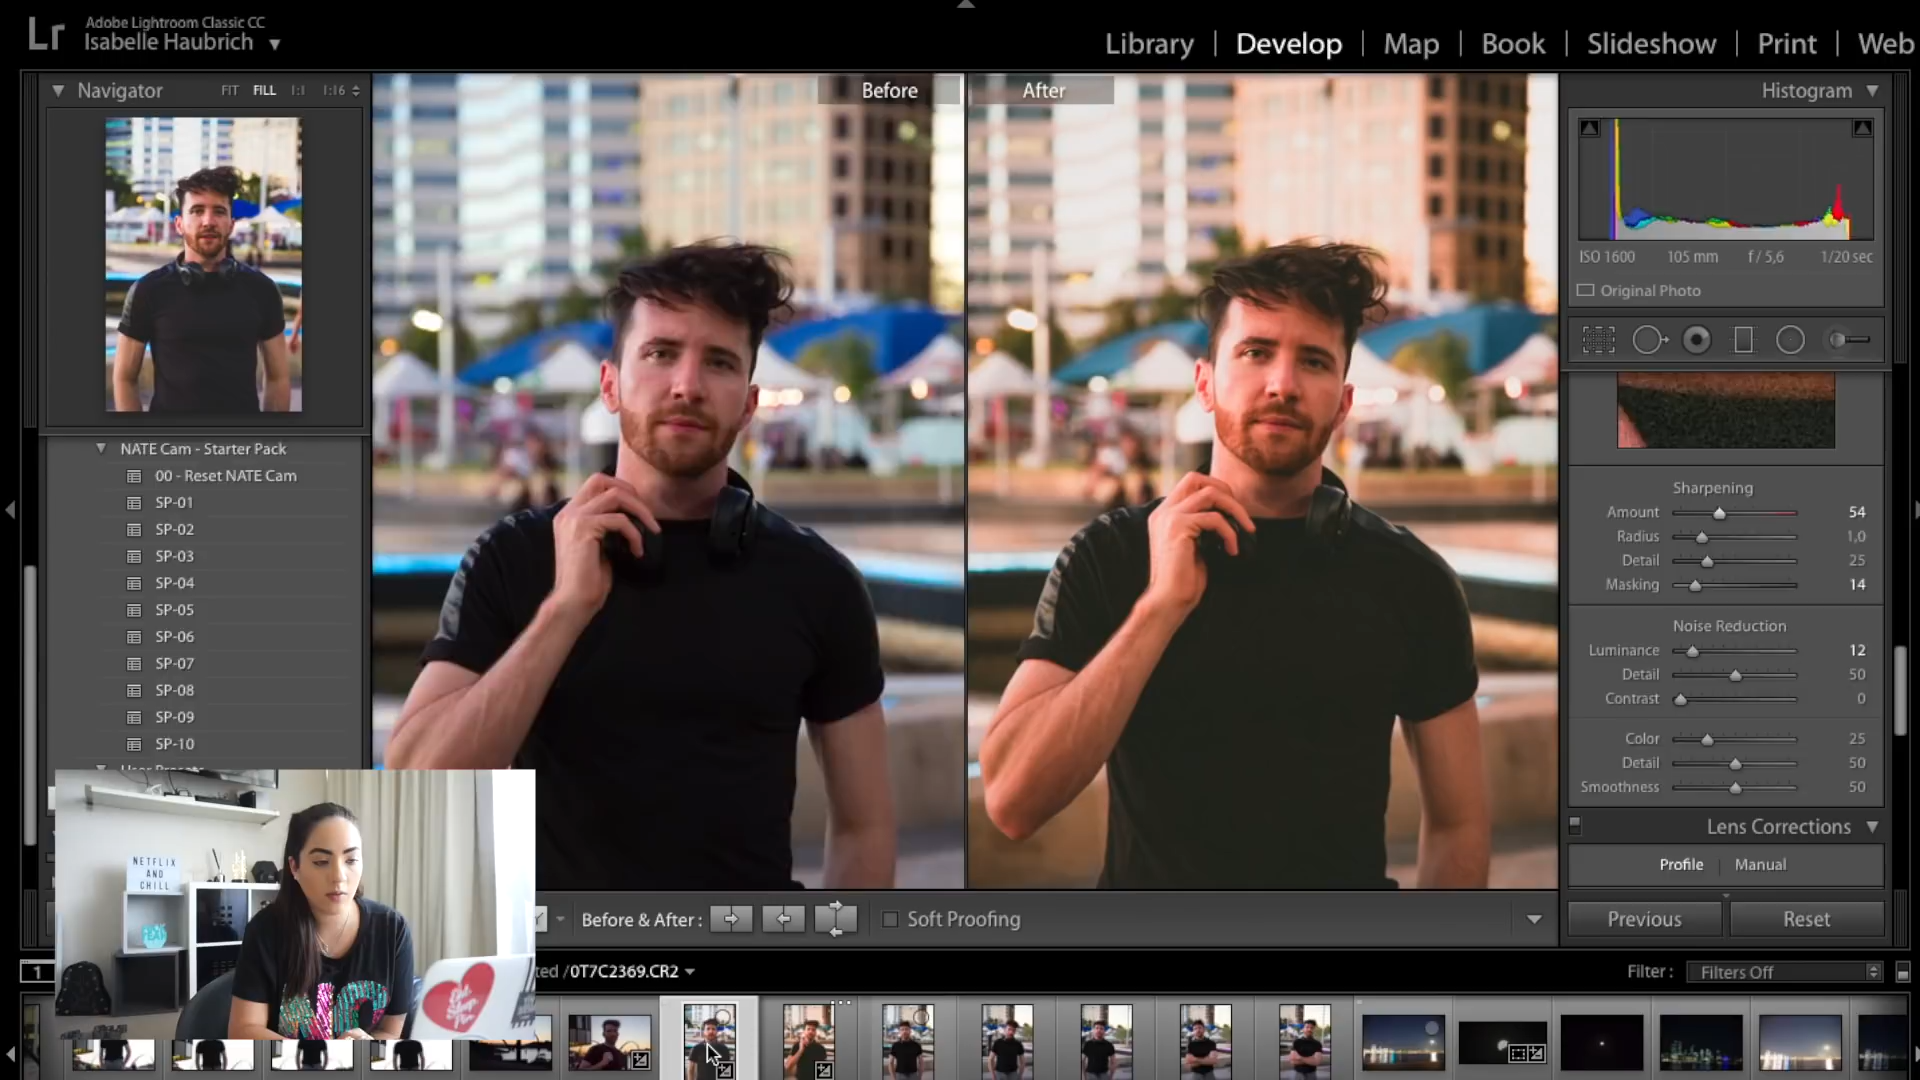 Lr
Adobe Lightroom Classic CC
Isabelle Haubrich
Library | Develop | Map | Book | Slideshow | Print | Web
Navigator FIT FILL 1:1 1:16
Before
After
Histogram
ISO 1600 105 mm f / 5,6 1/20 sec
Original Photo
NATE Cam - Starter Pack
00 - Reset NATE Cam
SP-01
SP-02
SP-03
SP-04
SP-05
SP-06
SP-07
SP-08
SP-09
SP-10
User Presets
Sharpening
Amount 54
Radius 1,0
Detail 25
Masking 14
Noise Reduction
Luminance 12
Detail 50
Contrast 0
Color 25
Detail 50
Smoothness 50
Lens Corrections
Profile | Manual
Previous
Reset
NETFLIX
AND
CHILL
Before & After :
Soft Proofing
1
ted /0T7C2369.CR2
Filter : Filters Off